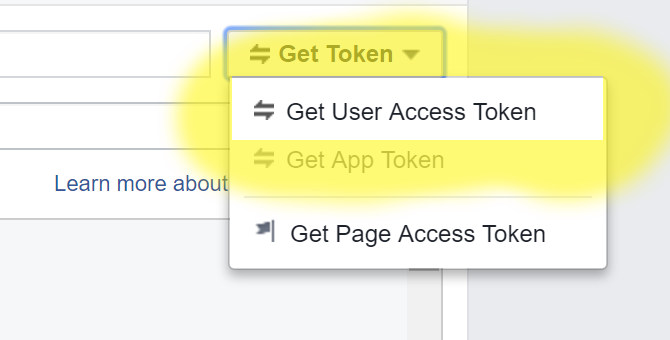 Get Token
Get User Access Token
Get App Token
Learn more about
Get Page Access Token